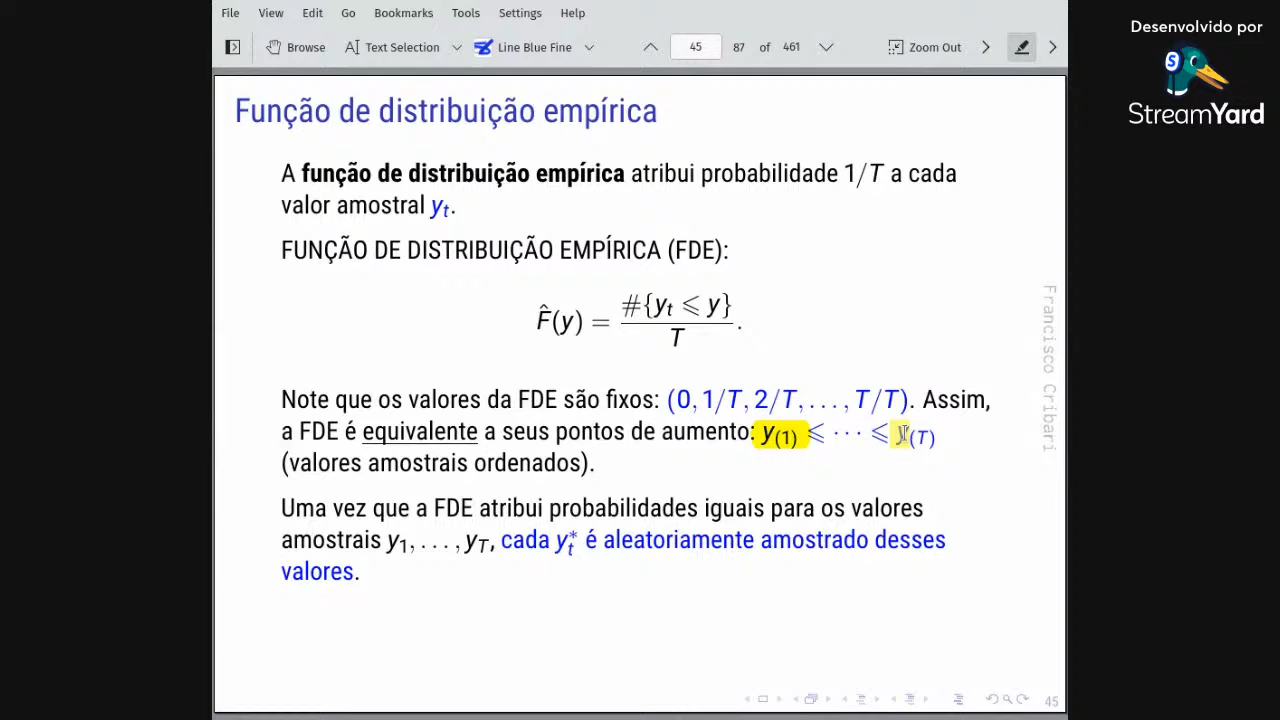 File View Edit Go Bookmarks Tools Settings Help
Browse Text Selection Line Blue Fine 45 87 of 461 Zoom Out
Desenvolvido por
StreamYard
Função de distribuição empírica
A função de distribuição empírica atribui probabilidade 1/T a cada
valor amostral y_t.
FUNÇÃO DE DISTRIBUIÇÃO EMPÍRICA (FDE):
F̂(y) = #{y_t ⩽ y} / T.
Note que os valores da FDE são fixos: (0, 1/T, 2/T, . . . , T/T). Assim,
a FDE é equivalente a seus pontos de aumento: y_(1) ⩽ ··· ⩽ y_(T)
(valores amostrais ordenados).
Uma vez que a FDE atribui probabilidades iguais para os valores
amostrais y_1, . . . , y_T, cada y_t^* é aleatoriamente amostrado desses
valores.
Francisco Cribari
45